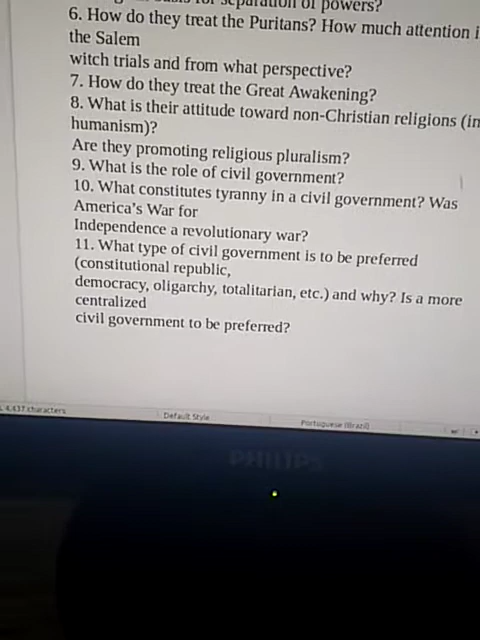 separation of powers?
6. How do they treat the Puritans? How much attention i
the Salem
witch trials and from what perspective?
7. How do they treat the Great Awakening?
8. What is their attitude toward non-Christian religions (in
humanism)?
Are they promoting religious pluralism?
9. What is the role of civil government?
10. What constitutes tyranny in a civil government? Was
America's War for
Independence a revolutionary war?
11. What type of civil government is to be preferred
(constitutional republic,
democracy, oligarchy, totalitarian, etc.) and why? Is a more
centralized
civil government to be preferred?
4,437 characters
Default Style
Portuguese (Brazil)
PHILIPS